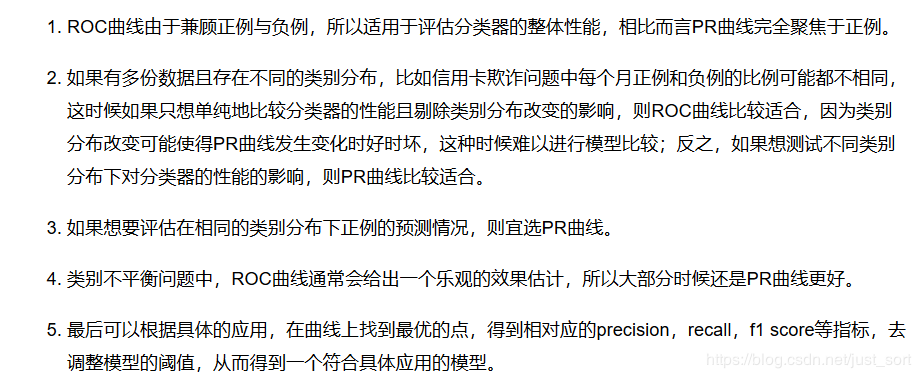 1. ROC曲线由于兼顾正例与负例，所以适用于评估分类器的整体性能，相比而言PR曲线完全聚焦于正例。
2. 如果有多份数据且存在不同的类别分布，比如信用卡欺诈问题中每个月正例和负例的比例可能都不相同，
这时候如果只想单纯地比较分类器的性能且剔除类别分布改变的影响，则ROC曲线比较适合，因为类别
分布改变可能使得PR曲线发生变化时好时坏，这种时候难以进行模型比较；反之，如果想测试不同类别
分布下对分类器的性能的影响，则PR曲线比较适合。
3. 如果想要评估在相同的类别分布下正例的预测情况，则宜选PR曲线。
4. 类别不平衡问题中，ROC曲线通常会给出一个乐观的效果估计，所以大部分时候还是PR曲线更好。
5. 最后可以根据具体的应用，在曲线上找到最优的点，得到相对应的precision，recall，f1 score等指标，去
调整模型的阈值，从而得到一个符合具体应用的模型。
https://blog.csdn.net/just_sort